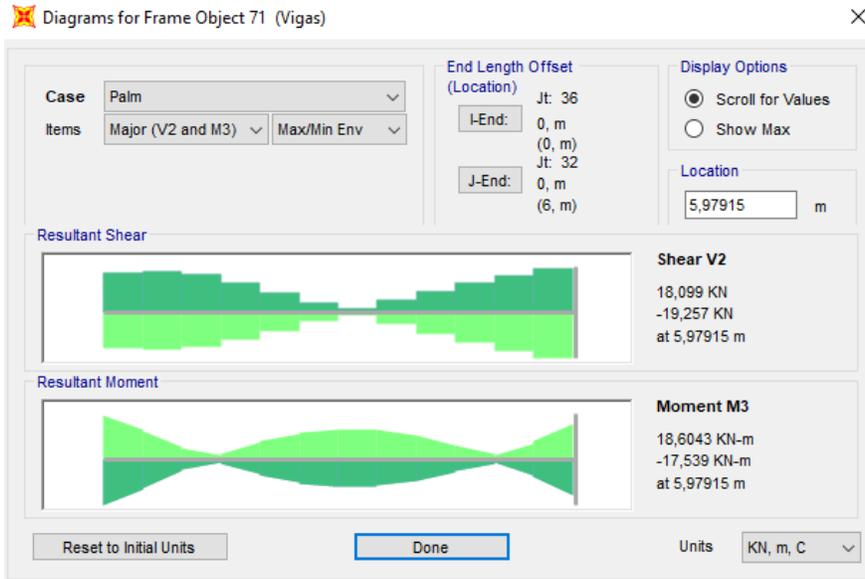 Diagrams for Frame Object 71 (Vigas)
Case
Palm
Items
Major (V2 and M3)
Max/Min Env
End Length Offset
(Location)
I-End:
Jt: 36
0, m
(0, m)
J-End:
Jt: 32
0, m
(6, m)
Display Options
Scroll for Values
Show Max
Location
5,97915 m
Resultant Shear
Shear V2
18,099 KN
-19,257 KN
at 5,97915 m
Resultant Moment
Moment M3
18,6043 KN-m
-17,539 KN-m
at 5,97915 m
Reset to Initial Units
Done
Units
KN, m, C